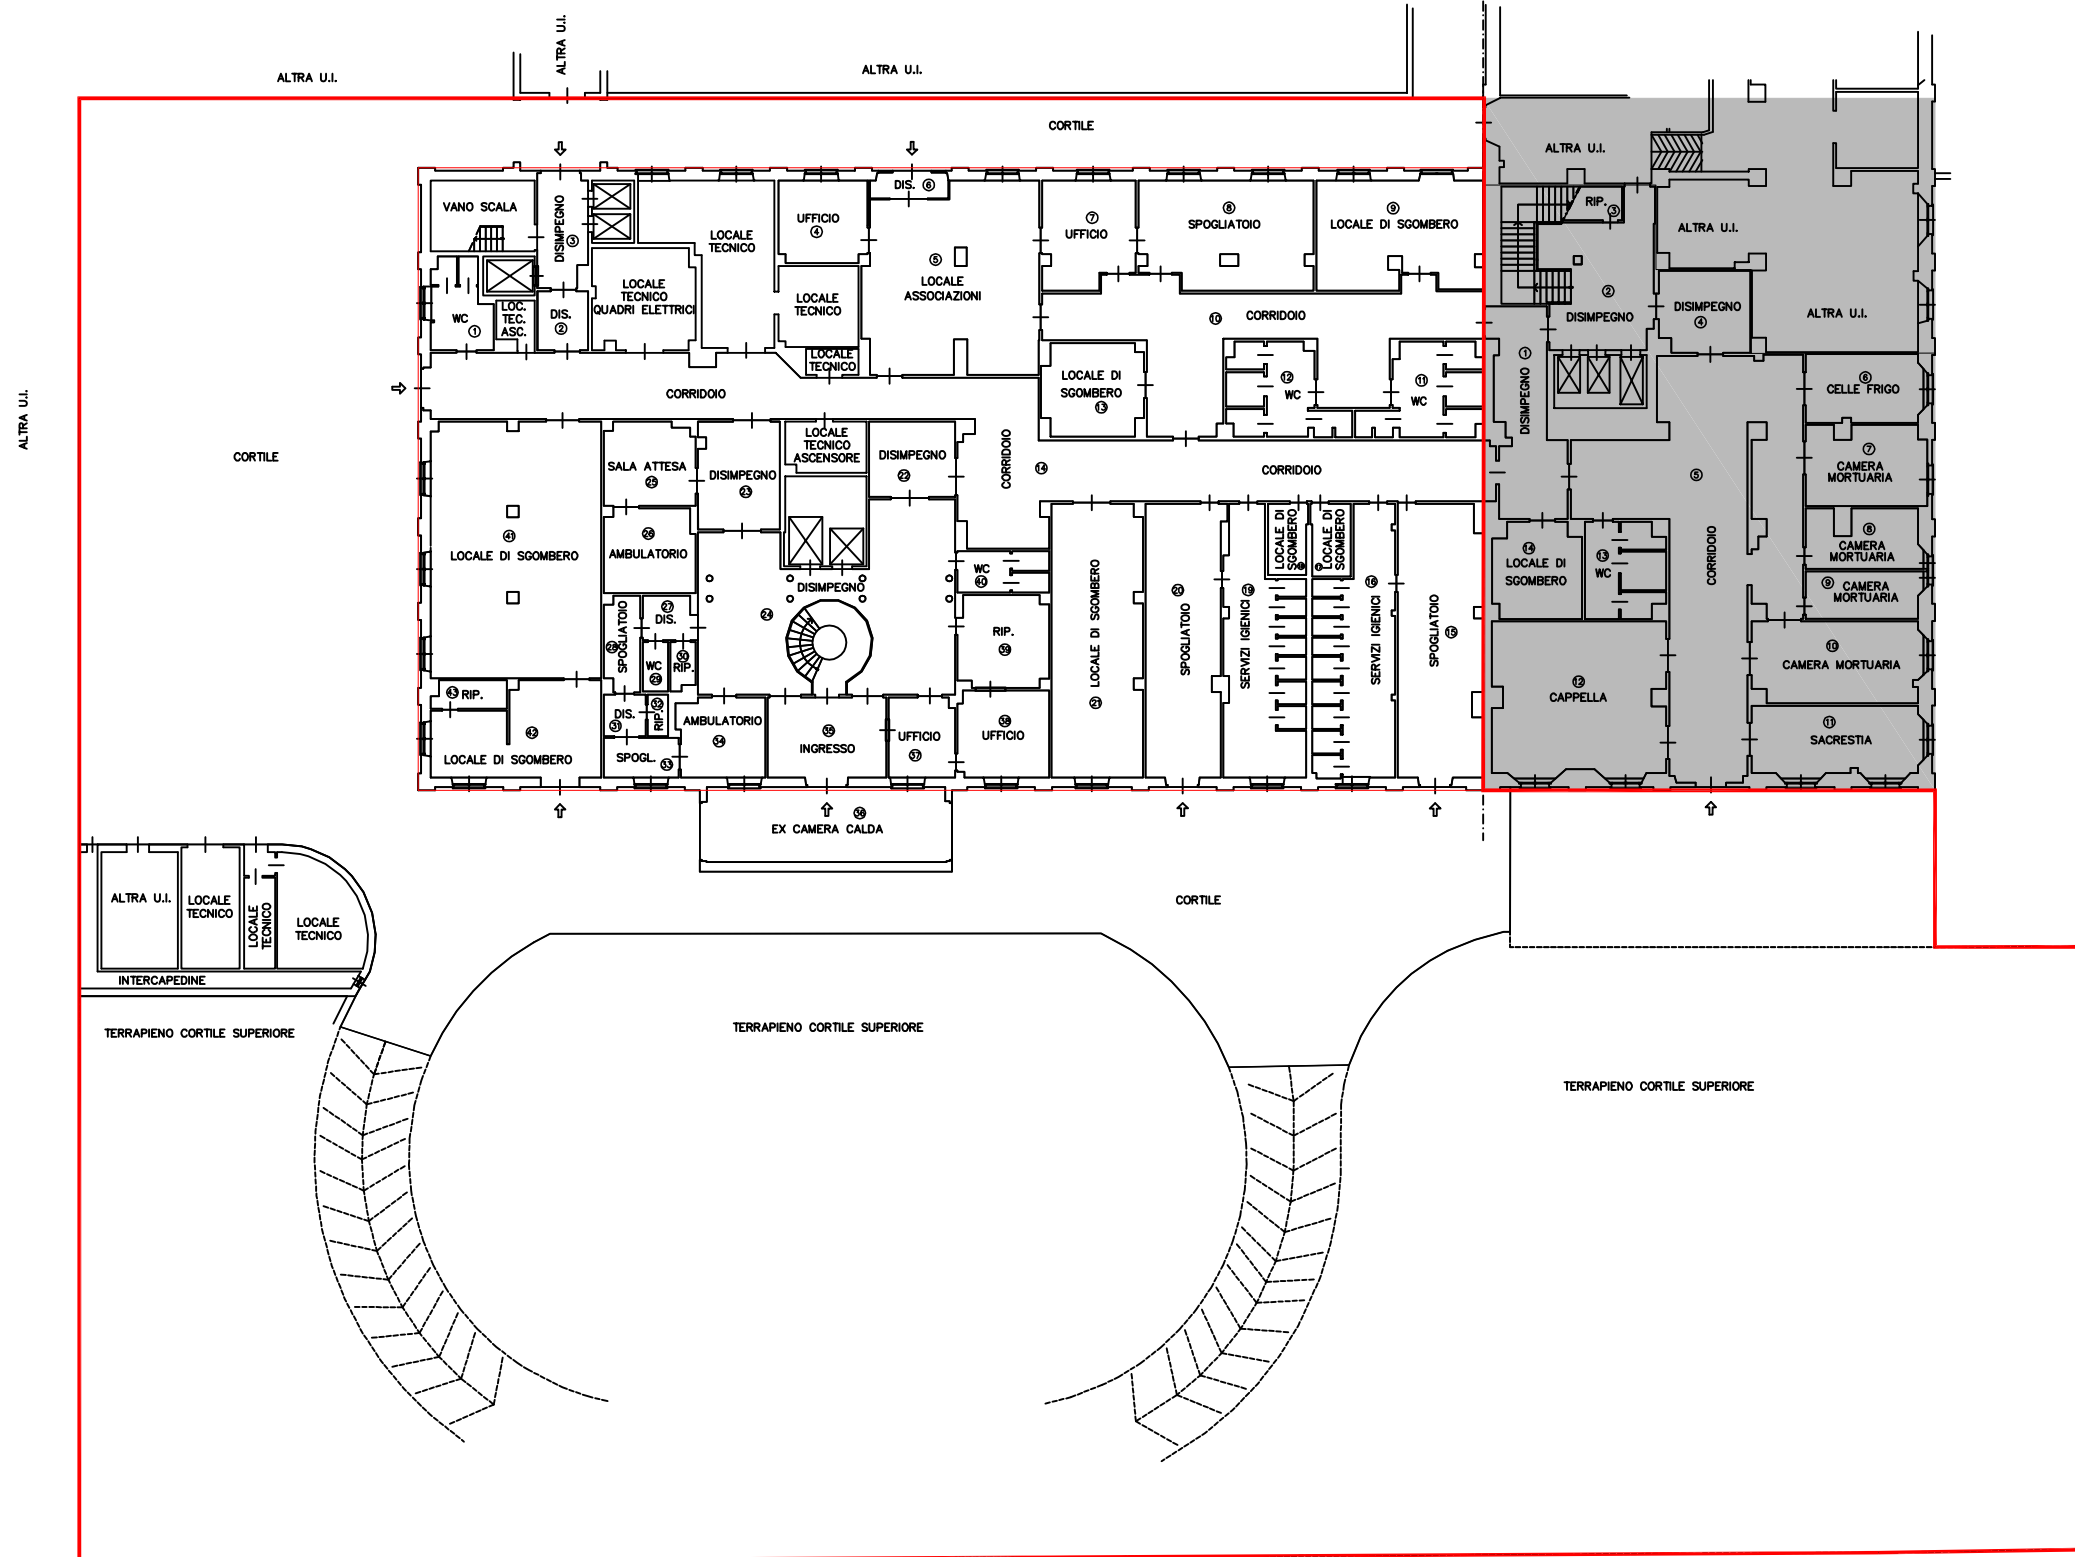 ALTRA U.I.
ALTRA U.I.
ALTRA U.I.
CORTILE
ALTRA U.I.
ALTRA U.I.
CORTILE
VANO SCALA
DISIMPEGNO
3
LOCALE
TECNICO
UFFICIO
4
DIS. 6
5
LOCALE
ASSOCIAZIONI
7
UFFICIO
8
SPOGLIATOIO
9
LOCALE DI SGOMBERO
RIP.
3
ALTRA U.I.
WC
1
LOC.
TEC.
ASC.
DIS.
2
LOCALE
TECNICO
QUADRI ELETTRICI
LOCALE
TECNICO
LOCALE
TECNICO
10 CORRIDOIO
2
DISIMPEGNO
DISIMPEGNO
4
ALTRA U.I.
CORRIDOIO
LOCALE DI
SGOMBERO
13
12
WC
11
WC
1
DISIMPEGNO
6
CELLE FRIGO
7
CAMERA
MORTUARIA
8
CAMERA
MORTUARIA
9 CAMERA
MORTUARIA
10
CAMERA MORTUARIA
11
SACRESTIA
5
CORRIDOIO
14
LOCALE DI
SGOMBERO
13
WC
12
CAPPELLA
41
LOCALE DI SGOMBERO
SALA ATTESA
25
DISIMPEGNO
23
LOCALE
TECNICO
ASCENSORE
DISIMPEGNO
22
CORRIDOIO
14
CORRIDOIO
26
AMBULATORIO
DISIMPEGNO
24
SPOGLIATOIO
28
27
DIS.
WC
29
30
RIP.
WC
40
RIP.
39
LOCALE DI SGOMBERO
21
20
SPOGLIATOIO
19
SERVIZI IGIENICI
LOCALE DI
SGOMBERO
LOCALE DI
SGOMBERO
16
SERVIZI IGIENICI
SPOGLIATOIO
15
43 RIP.
42
LOCALE DI SGOMBERO
DIS.
31
32
RIP.
SPOGL. 33
AMBULATORIO
34
35
INGRESSO
UFFICIO
37
38
UFFICIO
36
EX CAMERA CALDA
CORTILE
ALTRA U.I.
LOCALE
TECNICO
LOCALE
TECNICO
LOCALE
TECNICO
INTERCAPEDINE
TERRAPIENO CORTILE SUPERIORE
TERRAPIENO CORTILE SUPERIORE
TERRAPIENO CORTILE SUPERIORE
ALTRA U.I.